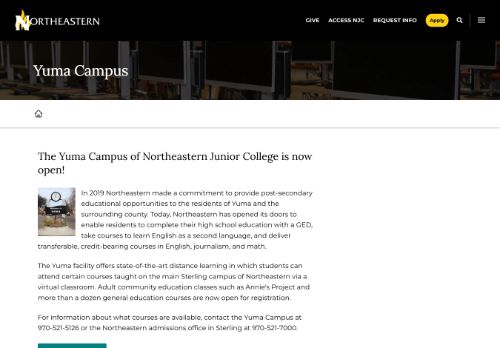 NORTHEASTERN
GIVE ACCESS NJC REQUEST INFO Apply
Yuma Campus
The Yuma Campus of Northeastern Junior College is now
open!
In 2019 Northeastern made a commitment to provide post-secondary
educational opportunities to the residents of Yuma and the
surrounding county. Today, Northeastern has opened its doors to
enable residents to complete their high school education with a GED,
take courses to learn English as a second language, and deliver
transferable, credit-bearing courses in English, journalism, and math.
The Yuma facility offers state-of-the-art distance learning in which students can
attend certain courses taught on the main Sterling campus of Northeastern via a
virtual classroom. Adult community education classes such as Annie's Project and
more than a dozen general education courses are now open for registration.
For information about what courses are available, contact the Yuma Campus at
970-521-5126 or the Northeastern admissions office in Sterling at 970-521-7000.